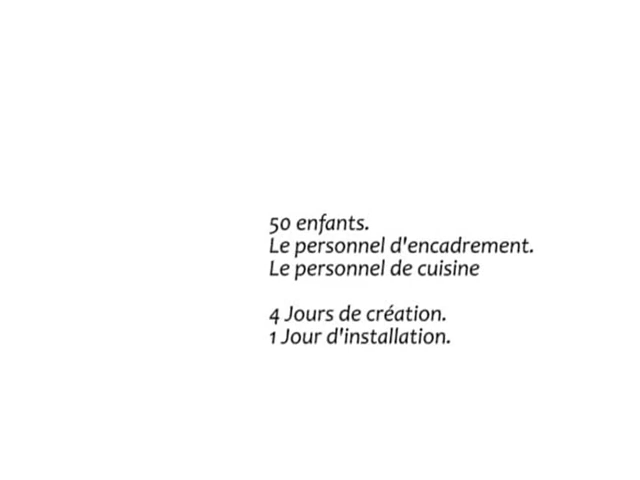 50 enfants.
Le personnel d'encadrement.
Le personnel de cuisine
4 Jours de création.
1 Jour d'installation.